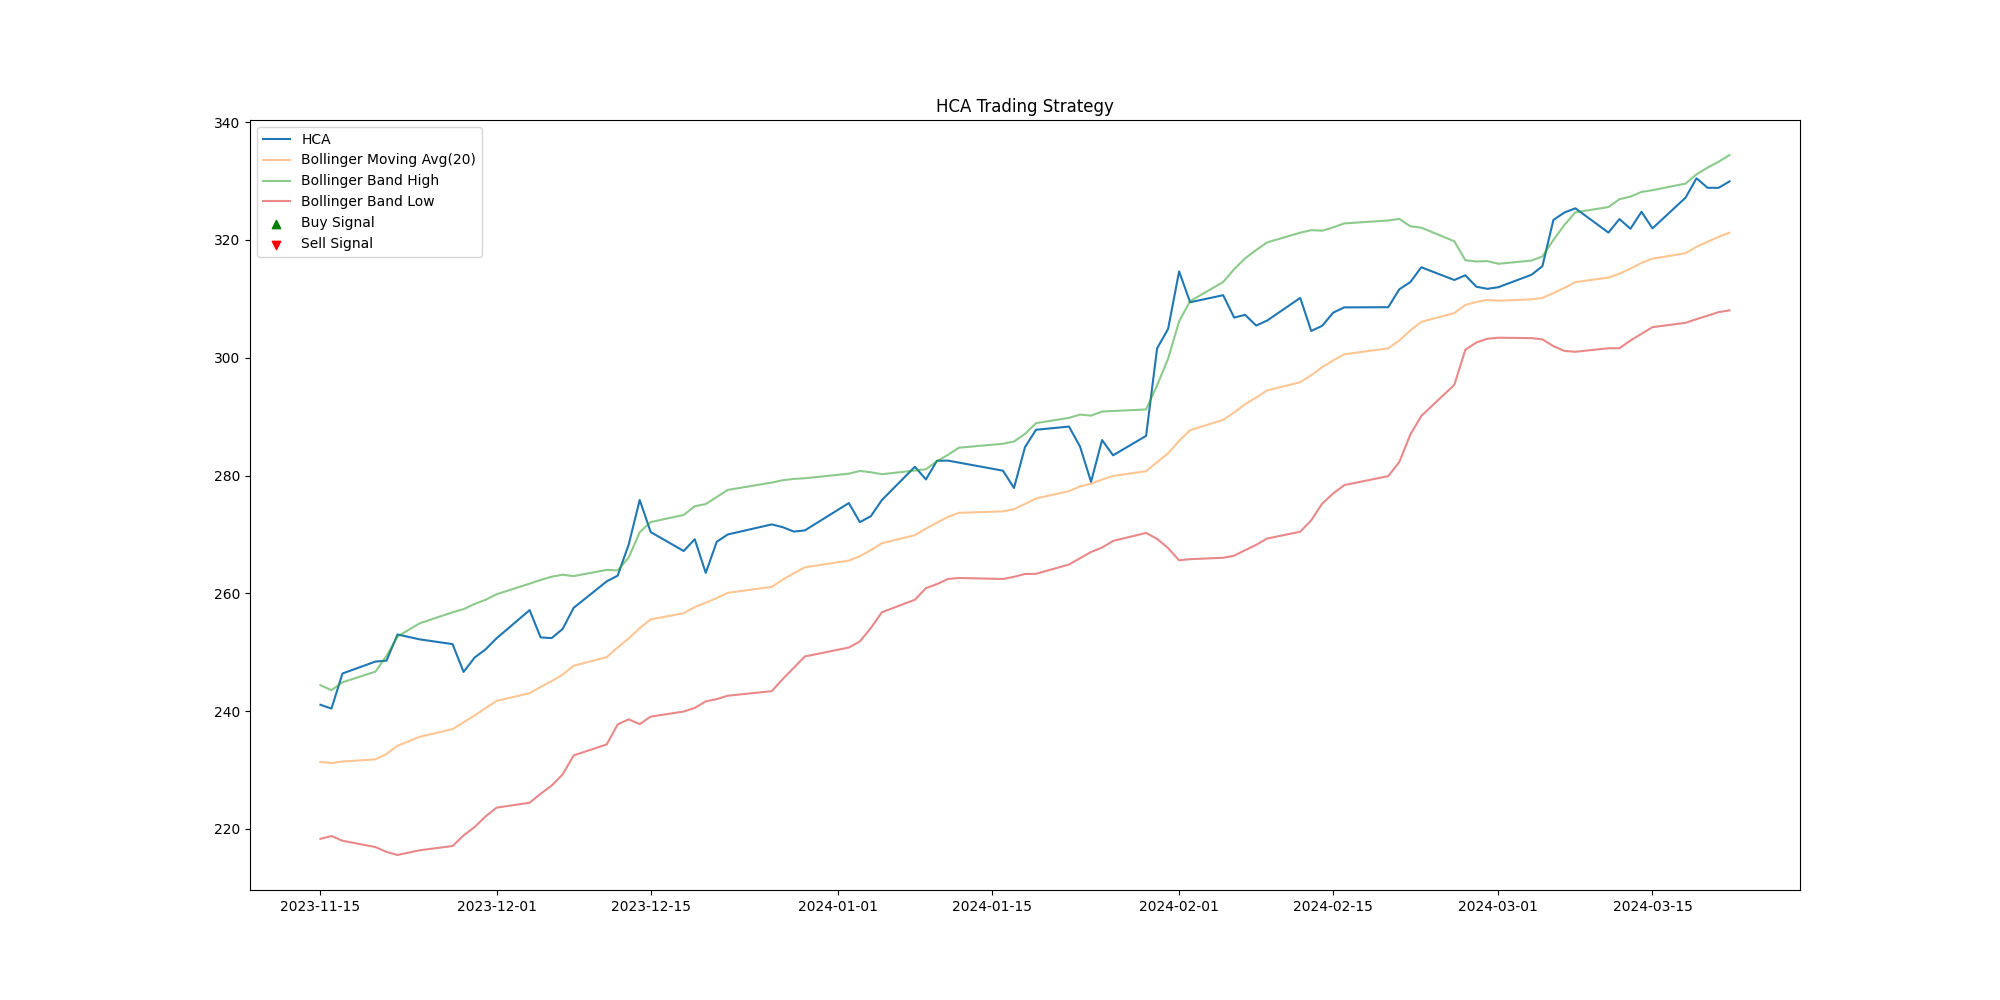 HCA Trading Strategy
340
320
300
280
260
240
220
HCA
Bollinger Moving Avg(20)
Bollinger Band High
Bollinger Band Low
Buy Signal
Sell Signal
2023-11-15 2023-12-01 2023-12-15 2024-01-01 2024-01-15 2024-02-01 2024-02-15 2024-03-01 2024-03-15